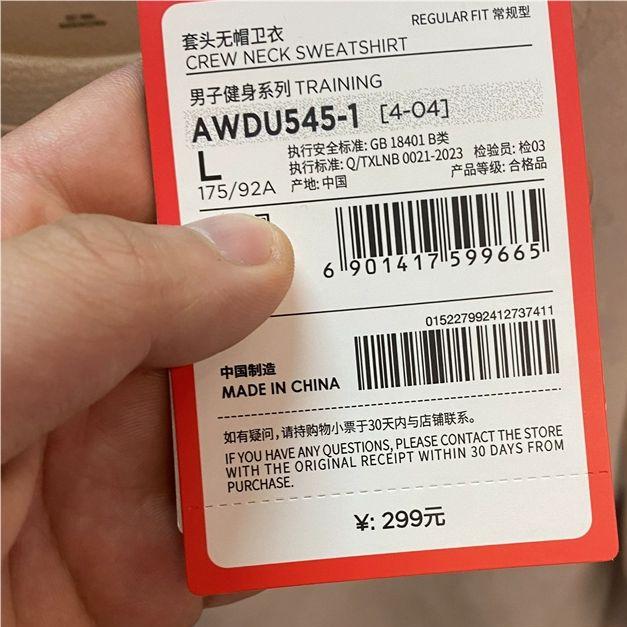 REGULAR FIT 常规型
套头无帽卫衣
CREW NECK SWEATSHIRT
男子健身系列 TRAINING
AWDU545-1 [4-04]
L
175/92A
执行安全标准: GB 18401 B类
执行标准: Q/TXLNB 0021-2023 检验员: 检03
产地: 中国 产品等级: 合格品
6 901417 599665
015227992412737411
中国制造
MADE IN CHINA
如有疑问,请持购物小票于30天内与店铺联系。
IF YOU HAVE ANY QUESTIONS, PLEASE CONTACT THE STORE
WITH THE ORIGINAL RECEIPT WITHIN 30 DAYS FROM
PURCHASE.
¥: 299元